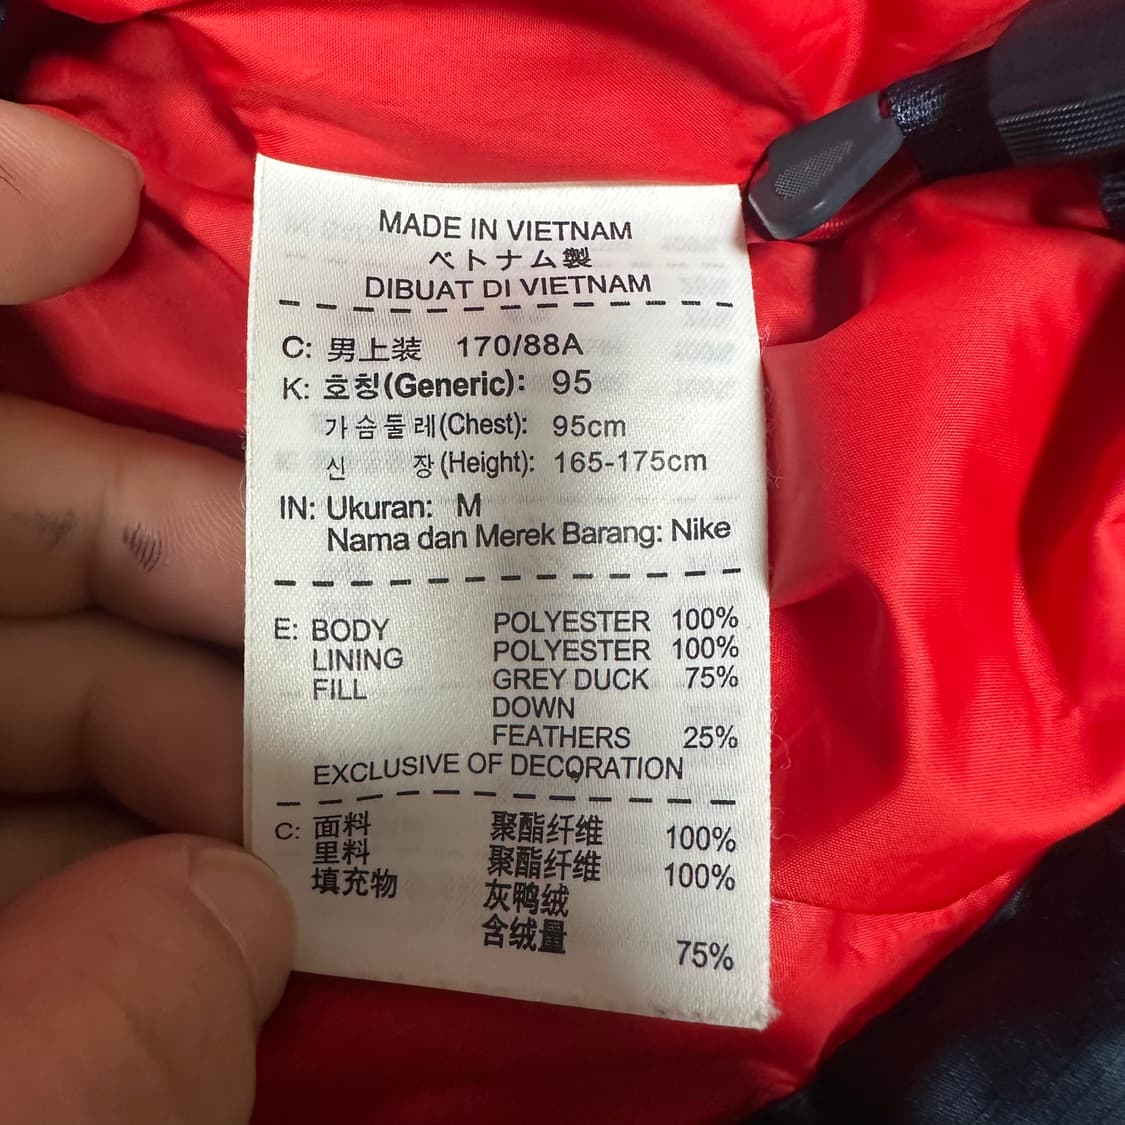 MADE IN VIETNAM
ベトナム製
DIBUAT DI VIETNAM
C: 男上装 170/88A
K: 호칭(Generic): 95
가슴둘레(Chest): 95cm
신 장(Height): 165-175cm
IN: Ukuran: M
Nama dan Merek Barang: Nike
E: BODY POLYESTER 100%
LINING POLYESTER 100%
FILL GREY DUCK 75%
DOWN
FEATHERS 25%
EXCLUSIVE OF DECORATION
C: 面料 聚酯纤维 100%
里料 聚酯纤维 100%
填充物 灰鸭绒
含绒量 75%